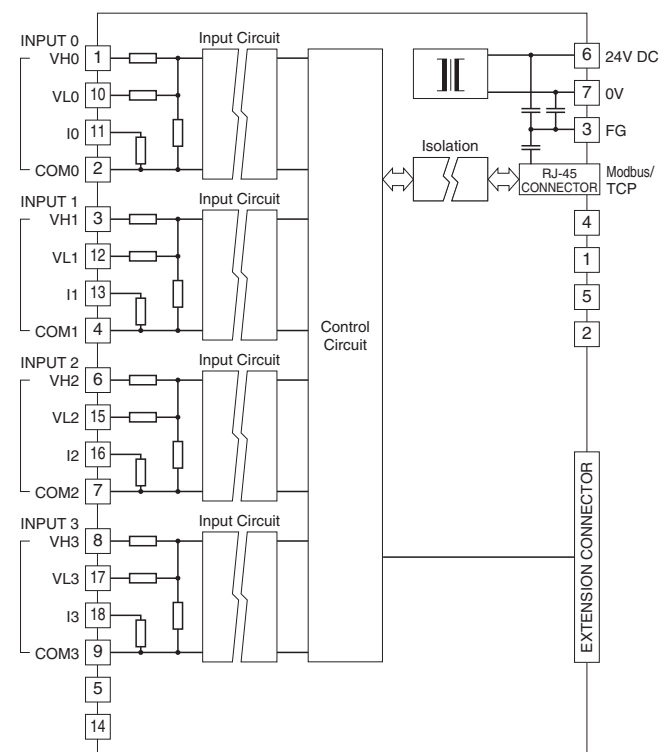 INPUT 0
Input Circuit
VH0 1
VL0 10
I0 11
COM0 2
INPUT 1
Input Circuit
VH1 3
VL1 12
I1 13
COM1 4
INPUT 2
Input Circuit
VH2 6
VL2 15
I2 16
COM2 7
INPUT 3
Input Circuit
VH3 8
VL3 17
I3 18
COM3 9
5
14
Control
Circuit
6 24V DC
7 0V
3 FG
Isolation
RJ-45
CONNECTOR
Modbus/
TCP
4
1
5
2
EXTENSION CONNECTOR